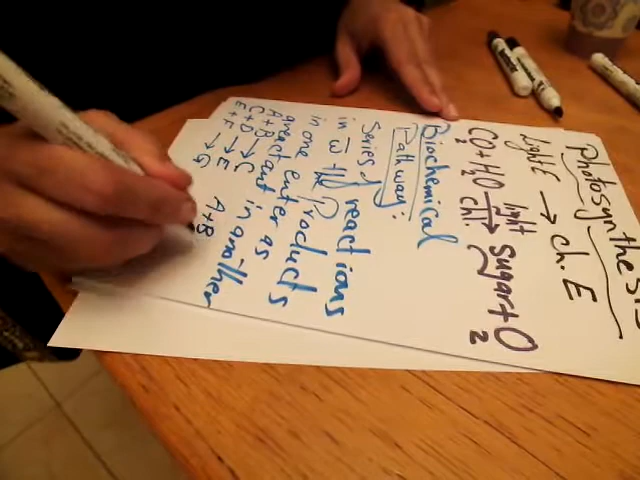 Photosynthesis
Light E → ch. E
CO2 + H2O light → chl. sugar + O2
Biochemical
Pathway:
Series of reactions
in w the Products
in one enter as
a reactant in another
A+B → C
C+D → E
E+F → G
A+B